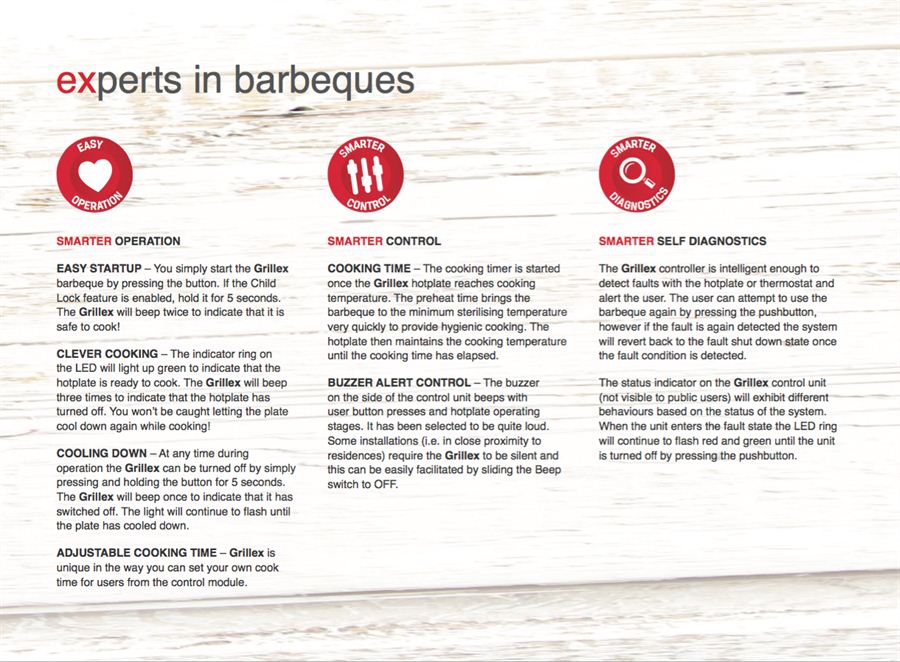 experts in barbeques
EASY
OPERATION
SMARTER OPERATION
EASY STARTUP – You simply start the Grillex
barbeque by pressing the button. If the Child
Lock feature is enabled, hold it for 5 seconds.
The Grillex will beep twice to indicate that it is
safe to cook!
CLEVER COOKING – The indicator ring on
the LED will light up green to indicate that the
hotplate is ready to cook. The Grillex will beep
three times to indicate that the hotplate has
turned off. You won't be caught letting the plate
cool down again while cooking!
COOLING DOWN – At any time during
operation the Grillex can be turned off by simply
pressing and holding the button for 5 seconds.
The Grillex will beep once to indicate that it has
switched off. The light will continue to flash until
the plate has cooled down.
ADJUSTABLE COOKING TIME – Grillex is
unique in the way you can set your own cook
time for users from the control module.
SMARTER
CONTROL
SMARTER CONTROL
COOKING TIME – The cooking timer is started
once the Grillex hotplate reaches cooking
temperature. The preheat time brings the
barbeque to the minimum sterilising temperature
very quickly to provide hygienic cooking. The
hotplate then maintains the cooking temperature
until the cooking time has elapsed.
BUZZER ALERT CONTROL – The buzzer
on the side of the control unit beeps with
user button presses and hotplate operating
stages. It has been selected to be quite loud.
Some installations (i.e. in close proximity to
residences) require the Grillex to be silent and
this can be easily facilitated by sliding the Beep
switch to OFF.
SMARTER
DIAGNOSTICS
SMARTER SELF DIAGNOSTICS
The Grillex controller is intelligent enough to
detect faults with the hotplate or thermostat and
alert the user. The user can attempt to use the
barbeque again by pressing the pushbutton,
however if the fault is again detected the system
will revert back to the fault shut down state once
the fault condition is detected.
The status indicator on the Grillex control unit
(not visible to public users) will exhibit different
behaviours based on the status of the system.
When the unit enters the fault state the LED ring
will continue to flash red and green until the unit
is turned off by pressing the pushbutton.